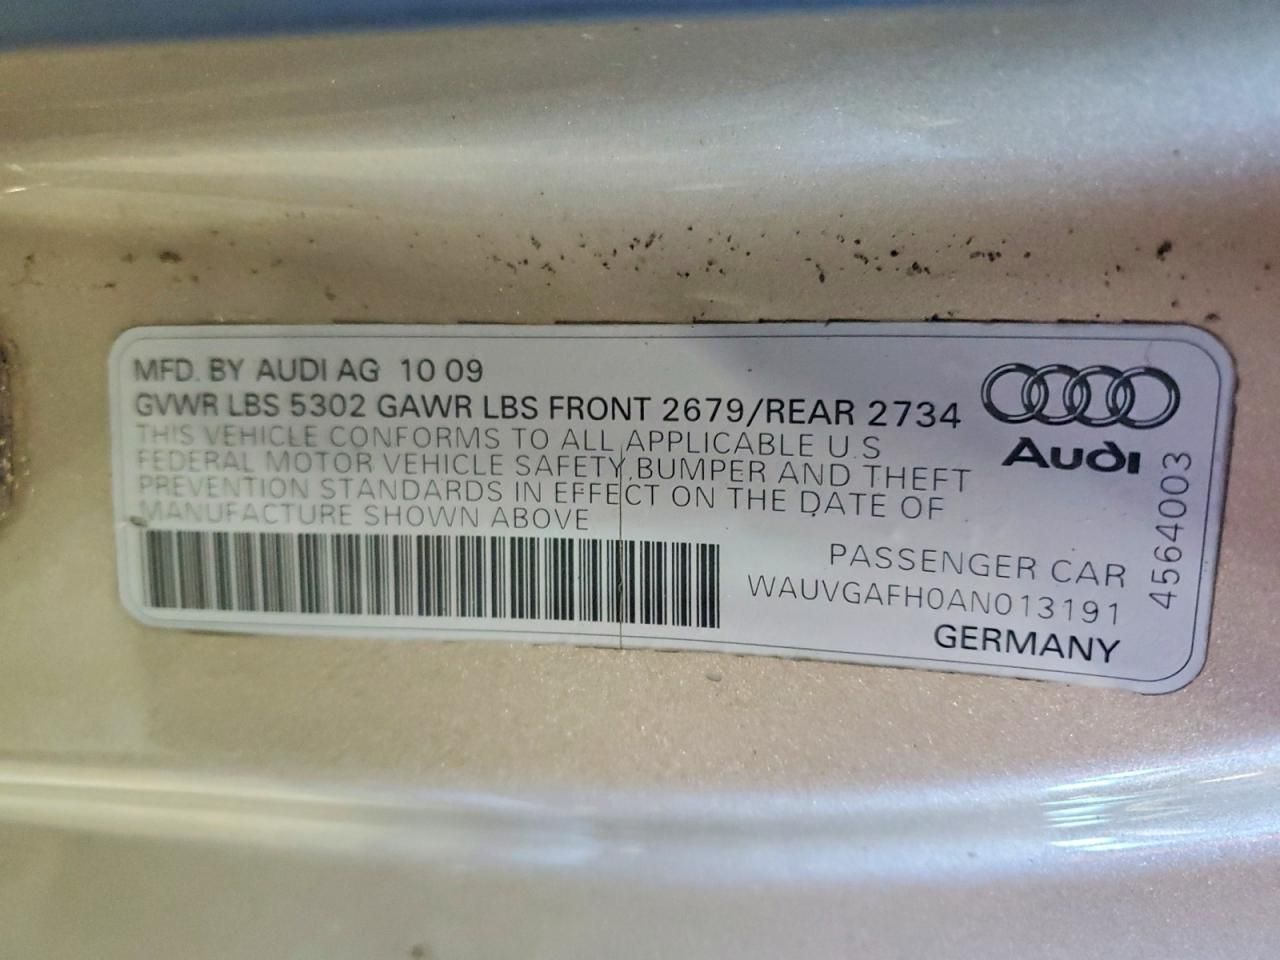 MFD. BY AUDI AG 10 09
GVWR LBS 5302 GAWR LBS FRONT 2679/REAR 2734
THIS VEHICLE CONFORMS TO ALL APPLICABLE U.S
FEDERAL MOTOR VEHICLE SAFETY,BUMPER AND THEFT
PREVENTION STANDARDS IN EFFECT ON THE DATE OF
MANUFACTURE SHOWN ABOVE
Audi
4564003
PASSENGER CAR
WAUVGAFH0AN013191
GERMANY